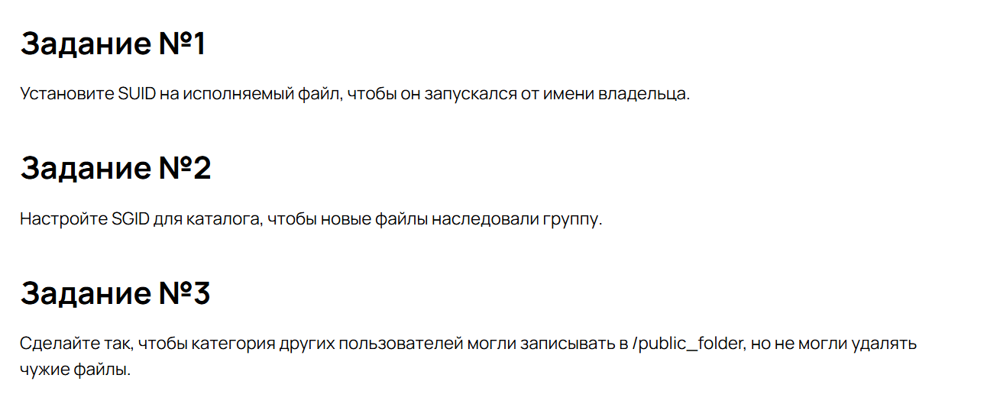 Задание №1
Установите SUID на исполняемый файл, чтобы он запускался от имени владельца.
Задание №2
Настройте SGID для каталога, чтобы новые файлы наследовали группу.
Задание №3
Сделайте так, чтобы категория других пользователей могли записывать в /public_folder, но не могли удалять
чужие файлы.